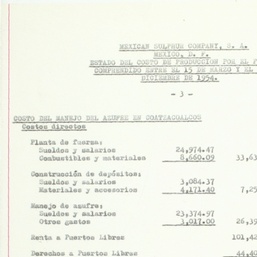 MEXICAN SULPHUR COMPANY, S. A.
MEXICO, D. F.
ESTADO DEL COSTO DE PRODUCCION POR EL P
COMPRENDIDO ENTRE EL 15 DE MARZO Y EL
DICIEMBRE DE 1954.
- 3 -
COSTO DEL MANEJO DEL AZUFRE EN COATZACOALCOS
Costos directos
Planta de fuerza:
Sueldos y salarios 24,974.47
Combustibles y materiales 8,660.09 33,63
Construcción de depósitos:
Sueldos y salarios 3,084.37
Materiales y accesorios 4,171.40 7,25
Manejo de azufre:
Sueldos y salarios 23,374.97
Otros gastos 3,017.00 26,39
Renta a Puertos Libres 101,42
Derechos a Puertos Libres 44,40